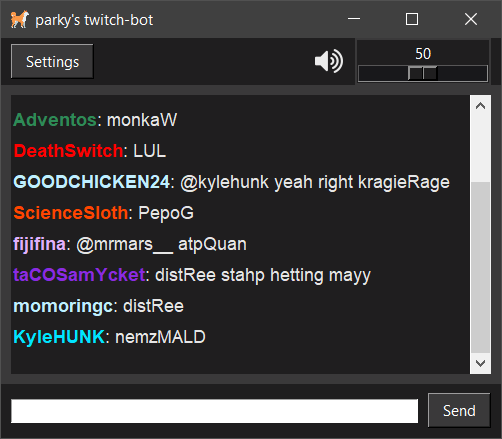 parky's twitch-bot
Settings
50
Adventos: monkaW
DeathSwitch: LUL
GOODCHICKEN24: @kylehunk yeah right kragieRage
ScienceSloth: PepoG
fijifina: @mrmars__ atpQuan
taCOSamYcket: distRee stahp hetting mayy
momoringc: distRee
KyleHUNK: nemzMALD
Send